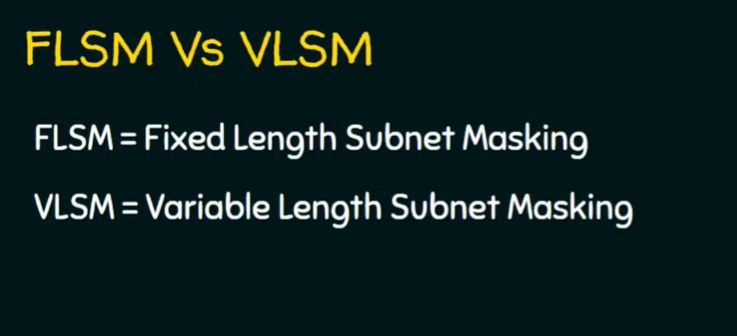 FLSM Vs VLSM
FLSM = Fixed Length Subnet Masking
VLSM = Variable Length Subnet Masking